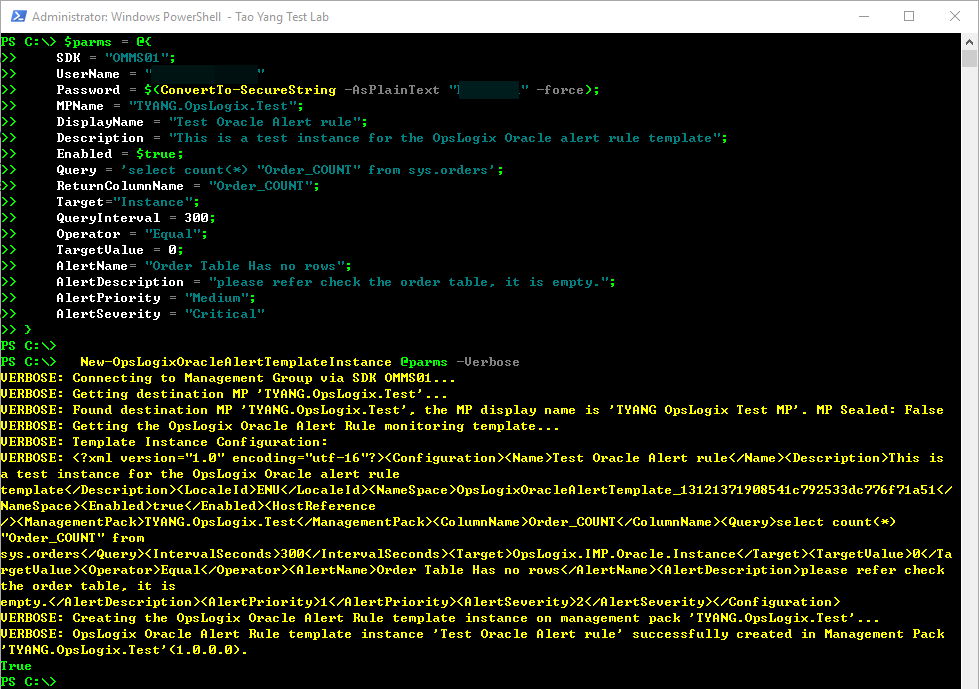 Administrator: Windows PowerShell - Tao Yang Test Lab
PS C:\> $parms = @{
>>     SDK = "OMMS01";
>>     UserName = "                "
>>     Password = $(ConvertTo-SecureString -AsPlainText "        " -force);
>>     MPName = "TYANG.OpsLogix.Test";
>>     DisplayName = "Test Oracle Alert rule";
>>     Description = "This is a test instance for the OpsLogix Oracle alert rule template";
>>     Enabled = $true;
>>     Query = 'select count(*) "Order_COUNT" from sys.orders';
>>     ReturnColumnName = "Order_COUNT";
>>     Target="Instance";
>>     QueryInterval = 300;
>>     Operator = "Equal";
>>     TargetValue = 0;
>>     AlertName= "Order Table Has no rows";
>>     AlertDescription = "please refer check the order table, it is empty.";
>>     AlertPriority = "Medium";
>>     AlertSeverity = "Critical"
>> }
PS C:\>
PS C:\>   New-OpsLogixOracleAlertTemplateInstance @parms -Verbose
VERBOSE: Connecting to Management Group via SDK OMMS01...
VERBOSE: Getting destination MP 'TYANG.OpsLogix.Test'...
VERBOSE: Found destination MP 'TYANG.OpsLogix.Test', the MP display name is 'TYANG OpsLogix Test MP'. MP Sealed: False
VERBOSE: Getting the OpsLogix Oracle Alert Rule monitoring template...
VERBOSE: Template Instance Configuration:
VERBOSE: <?xml version="1.0" encoding="utf-16"?><Configuration><Name>Test Oracle Alert rule</Name><Description>This is
a test instance for the OpsLogix Oracle alert rule
template</Description><LocaleId>ENU</LocaleId><NameSpace>OpsLogixOracleAlertTemplate_13121371908541c792533dc776f71a51</
NameSpace><Enabled>true</Enabled><HostReference
/><ManagementPack>TYANG.OpsLogix.Test</ManagementPack><ColumnName>Order_COUNT</ColumnName><Query>select count(*)
"Order_COUNT" from
sys.orders</Query><IntervalSeconds>300</IntervalSeconds><Target>OpsLogix.IMP.Oracle.Instance</Target><TargetValue>0</Ta
rgetValue><Operator>Equal</Operator><AlertName>Order Table Has no rows</AlertName><AlertDescription>please refer check
the order table, it is
empty.</AlertDescription><AlertPriority>1</AlertPriority><AlertSeverity>2</AlertSeverity></Configuration>
VERBOSE: Creating the OpsLogix Oracle Alert Rule template instance on management pack 'TYANG.OpsLogix.Test'...
VERBOSE: OpsLogix Oracle Alert Rule template instance 'Test Oracle Alert rule' successfully created in Management Pack
'TYANG.OpsLogix.Test'(1.0.0.0).
True
PS C:\>